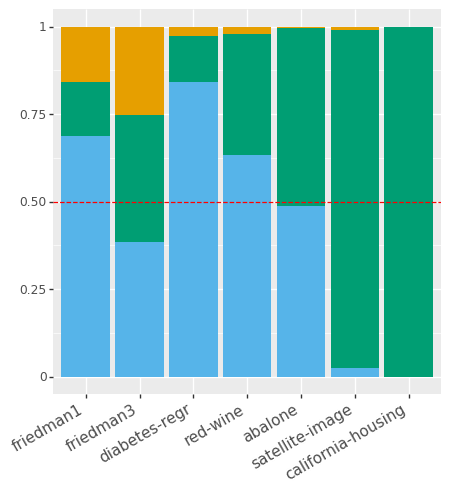 1
0.75
0.50
0.25
0
friedman1
friedman3
diabetes-regr
red-wine
abalone
satellite-image
california-housing